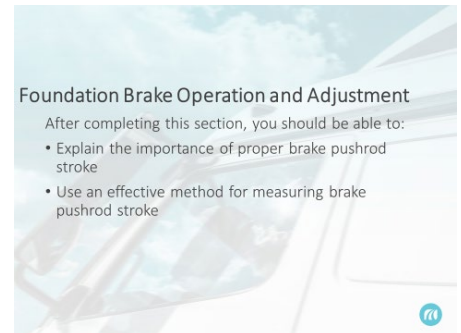 Foundation Brake Operation and Adjustment
After completing this section, you should be able to:
• Explain the importance of proper brake pushrod
stroke
• Use an effective method for measuring brake
pushrod stroke